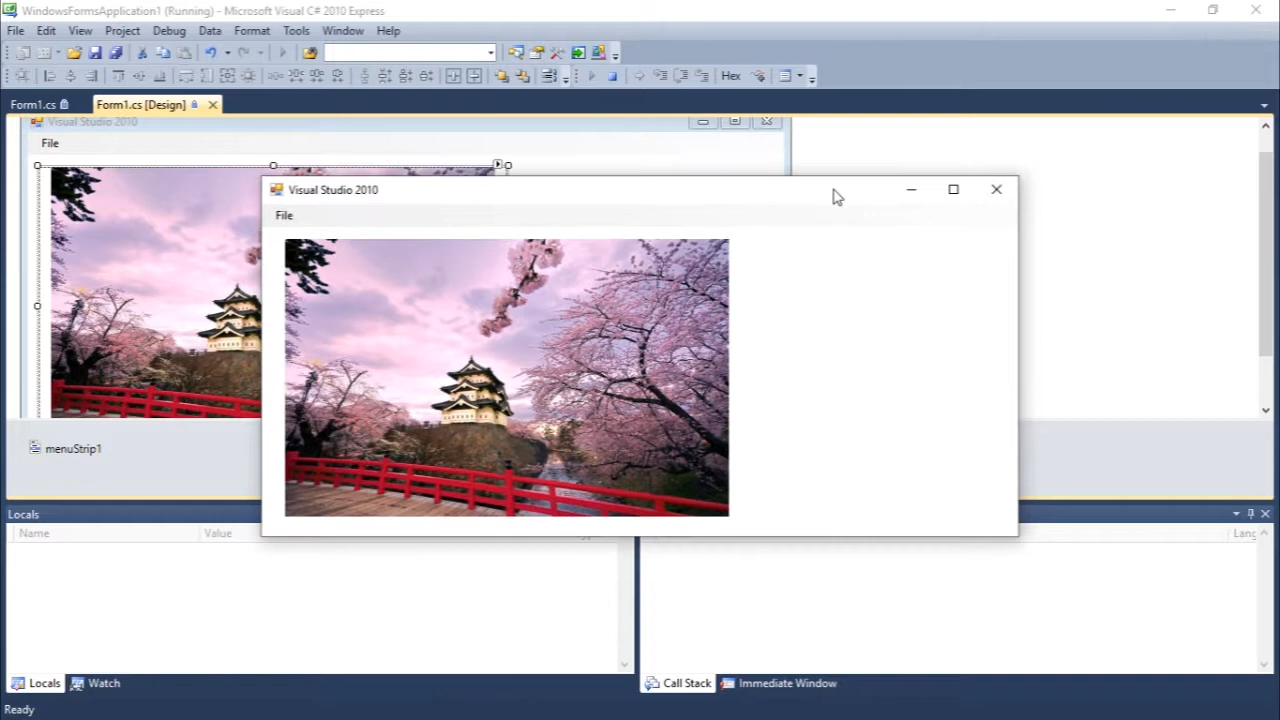 WindowsFormsApplication1 (Running) - Microsoft Visual C# 2010 Express
File Edit View Project Debug Data Format Tools Window Help
Hex
Form1.cs Form1.cs [Design]
Visual Studio 2010
File
Visual Studio 2010
File
menuStrip1
Locals
Name Value
Lang
Locals Watch
Call Stack Immediate Window
Ready